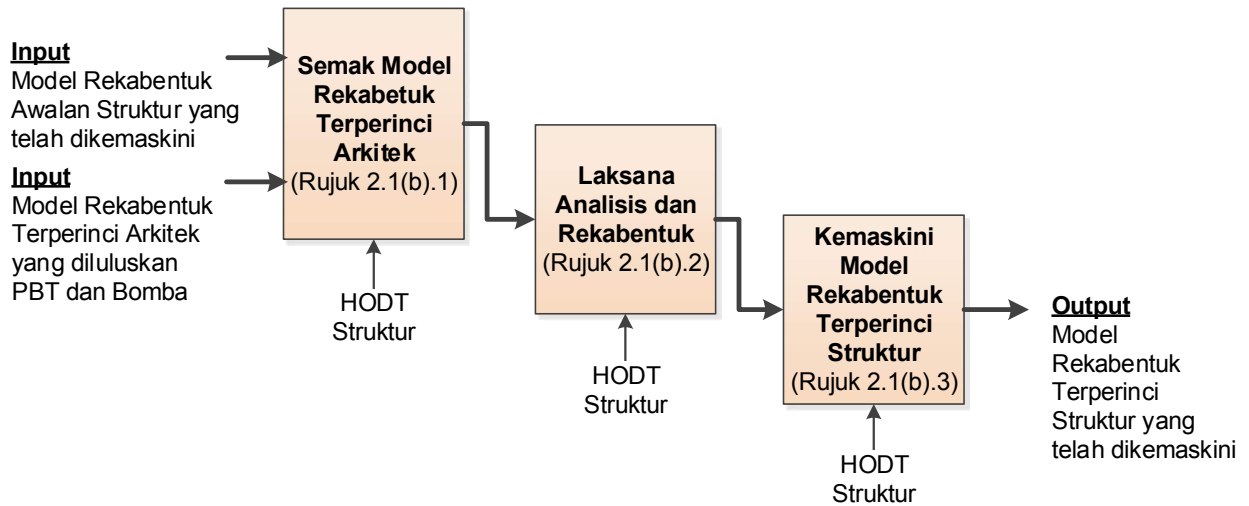 Input
Model Rekabentuk
Awalan Struktur yang
telah dikemaskini
Input
Model Rekabentuk
Terperinci Arkitek
yang diluluskan
PBT dan Bomba
Semak Model
Rekabetuk
Terperinci
Arkitek
(Rujuk 2.1(b).1)
HODT
Struktur
Laksana
Analisis dan
Rekabentuk
(Rujuk 2.1(b).2)
HODT
Struktur
Kemaskini
Model
Rekabentuk
Terperinci
Struktur
(Rujuk 2.1(b).3)
HODT
Struktur
Output
Model
Rekabentuk
Terperinci
Struktur yang
telah dikemaskini